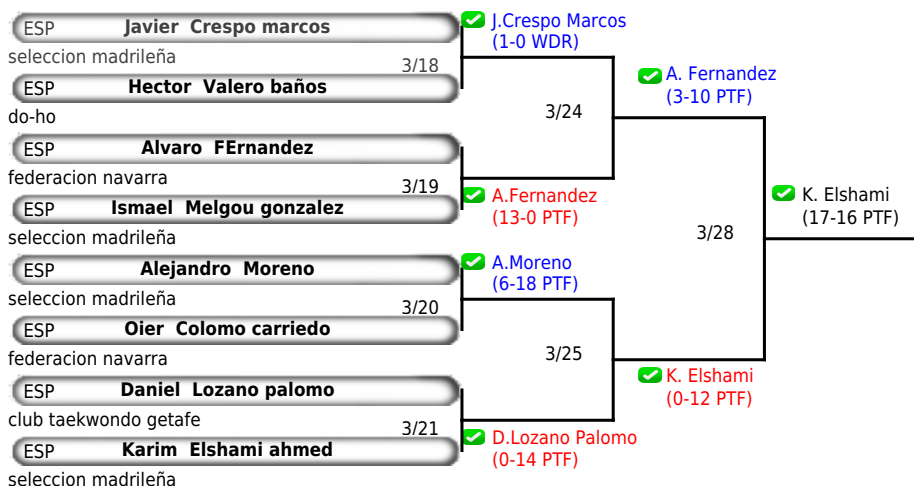 ESP Javier Crespo marcos
seleccion madrileña
3/18
ESP Hector Valero baños
do-ho
ESP Alvaro FErnandez
federacion navarra
3/19
ESP Ismael Melgou gonzalez
seleccion madrileña
ESP Alejandro Moreno
seleccion madrileña
3/20
ESP Oier Colomo carriedo
federacion navarra
ESP Daniel Lozano palomo
club taekwondo getafe
3/21
ESP Karim Elshami ahmed
seleccion madrileña
J.Crespo Marcos
(1-0 WDR)
3/24
A.Fernandez
(13-0 PTF)
A.Moreno
(6-18 PTF)
3/25
D.Lozano Palomo
(0-14 PTF)
A. Fernandez
(3-10 PTF)
3/28
K. Elshami
(0-12 PTF)
K. Elshami
(17-16 PTF)